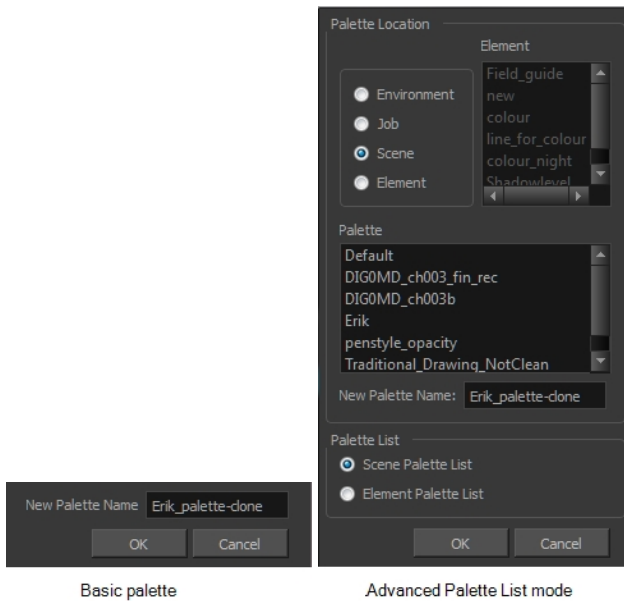 Palette Location
Element
Environment
Job
Scene
Element
Field_guide
new
colour
line_for_colour
colour_night
Shadowlevel
Palette
Default
DIG0MD_ch003_fin_rec
DIG0MD_ch003b
Erik
penstyle_opacity
Traditional_Drawing_NotClean
New Palette Name: Erik_palette-clone
Palette List
Scene Palette List
Element Palette List
OK Cancel
New Palette Name Erik_palette-clone
OK Cancel
Basic palette
Advanced Palette List mode